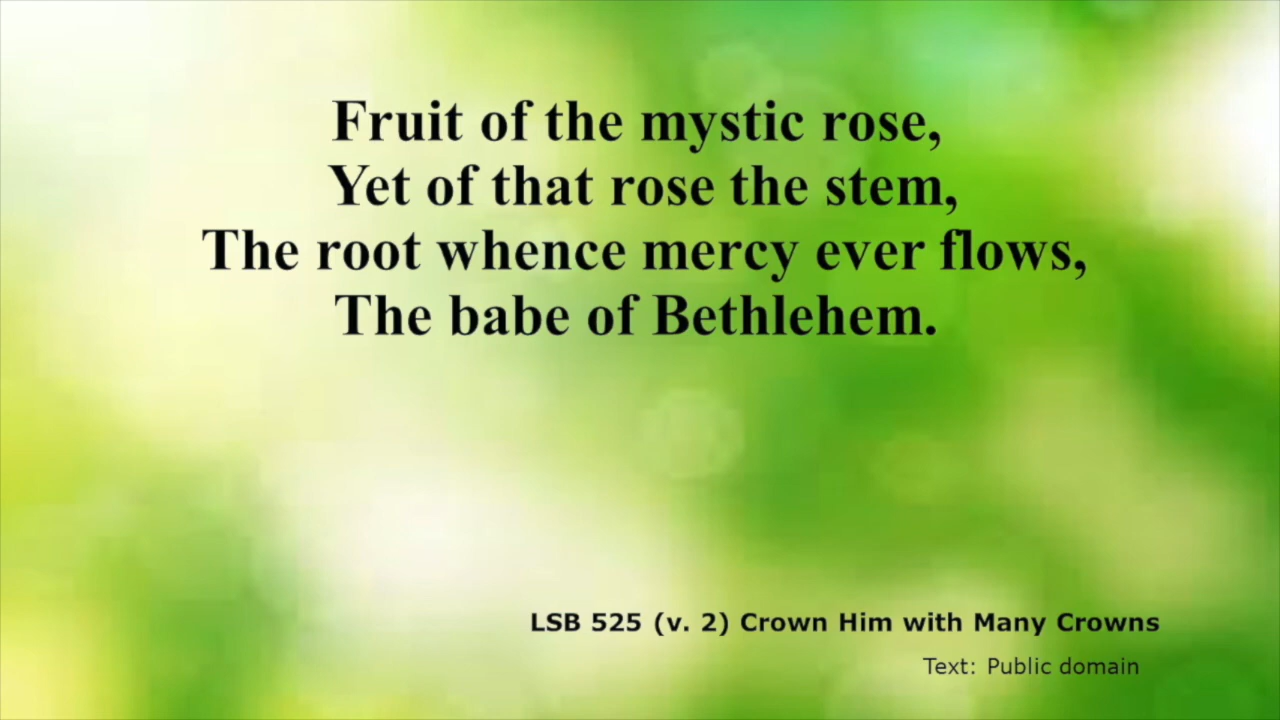 Fruit of the mystic rose,
Yet of that rose the stem,
The root whence mercy ever flows,
The babe of Bethlehem.
LSB 525 (v. 2) Crown Him with Many Crowns
Text: Public domain